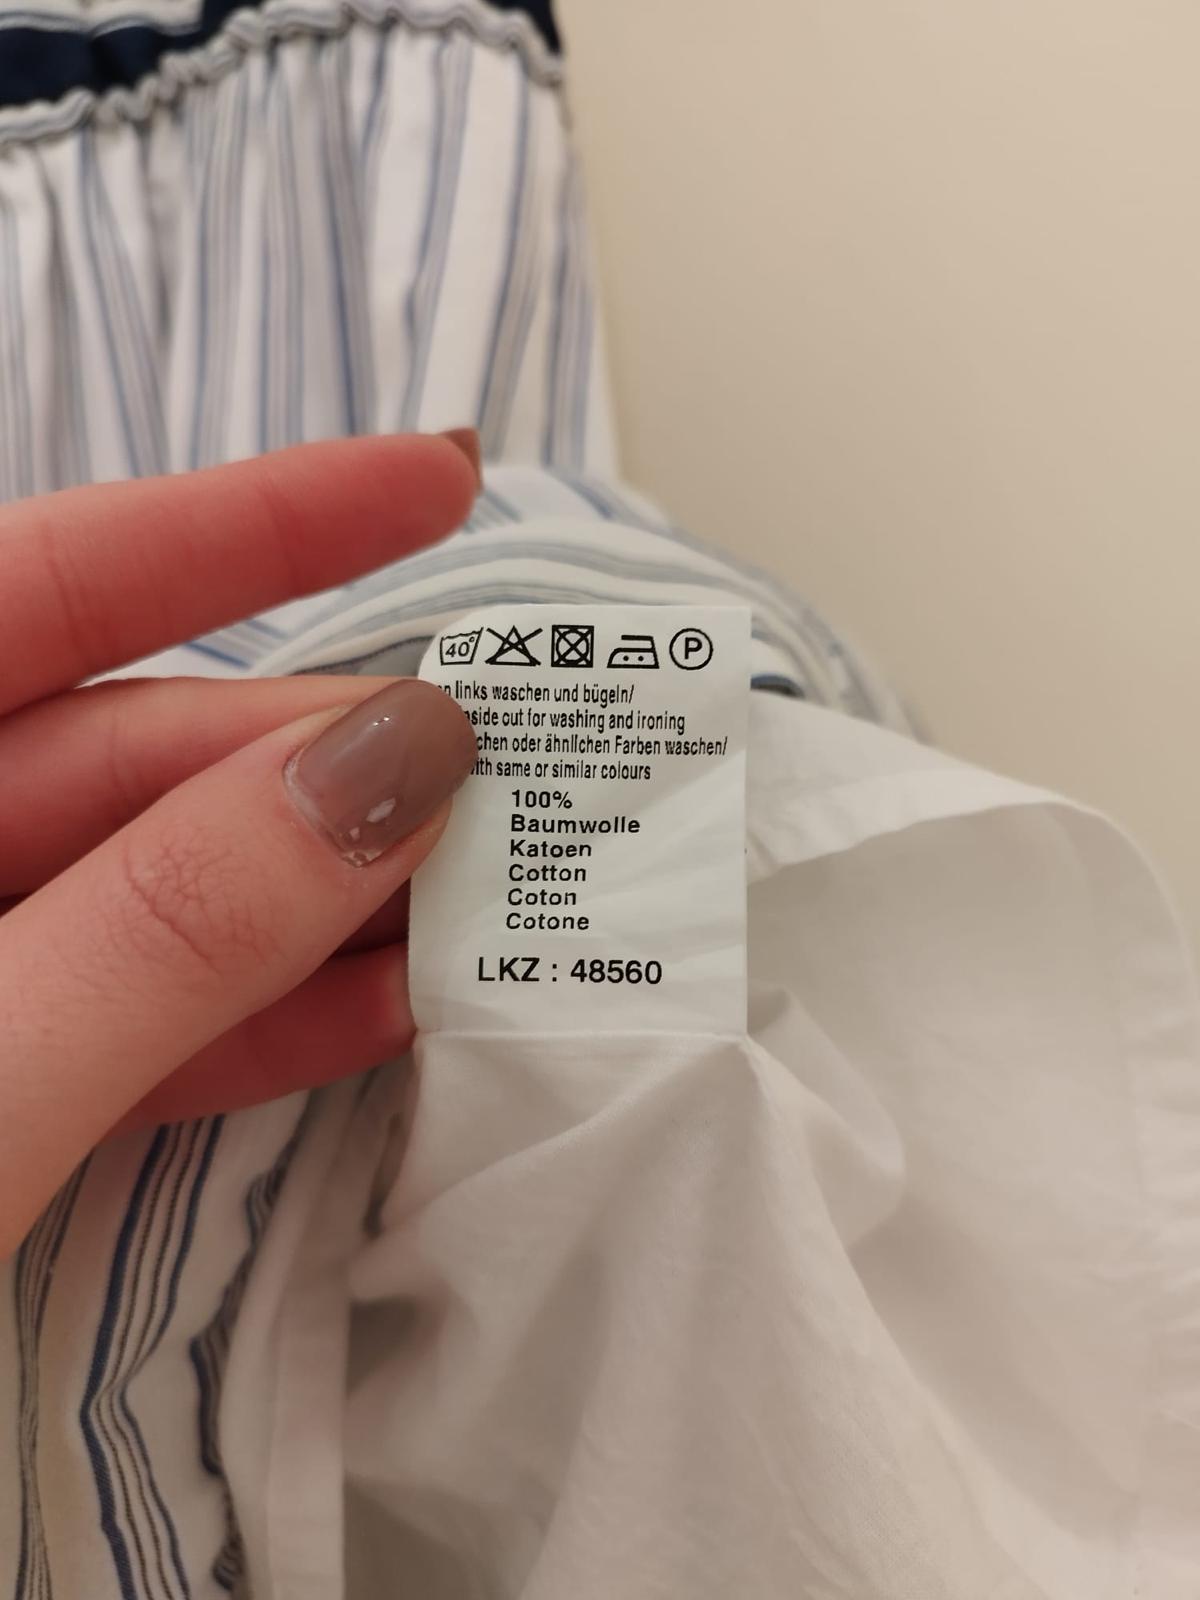 40°
P
links waschen und bügeln/
out for washing and ironing
oder ähnlichen Farben waschen/
with same or similar colours
100%
Baumwolle
Katoen
Cotton
Coton
Cotone
LKZ : 48560